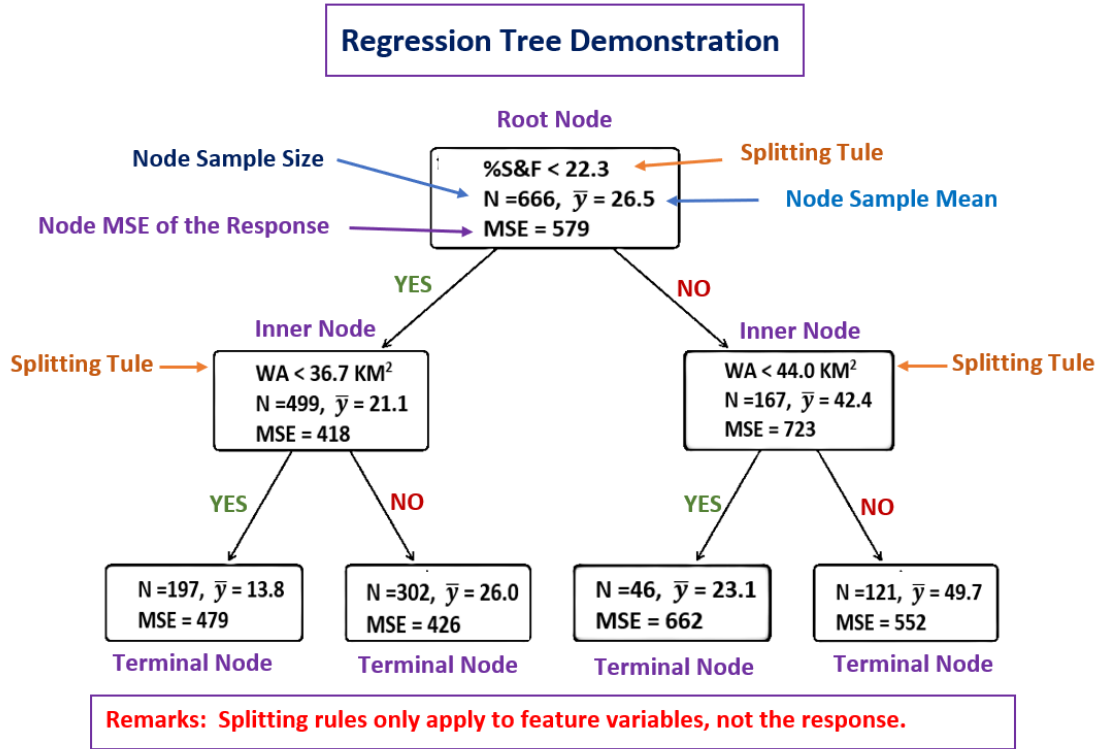 Regression Tree Demonstration
Root Node
Node Sample Size
Splitting Tule
%S&F < 22.3
N =666, ȳ = 26.5
MSE = 579
Node Sample Mean
Node MSE of the Response
YES
NO
Inner Node
Inner Node
Splitting Tule
WA < 36.7 KM²
N =499, ȳ = 21.1
MSE = 418
WA < 44.0 KM²
N =167, ȳ = 42.4
MSE = 723
Splitting Tule
YES
NO
YES
NO
N =197, ȳ = 13.8
MSE = 479
N =302, ȳ = 26.0
MSE = 426
N =46, ȳ = 23.1
MSE = 662
N =121, ȳ = 49.7
MSE = 552
Terminal Node
Terminal Node
Terminal Node
Terminal Node
Remarks: Splitting rules only apply to feature variables, not the response.